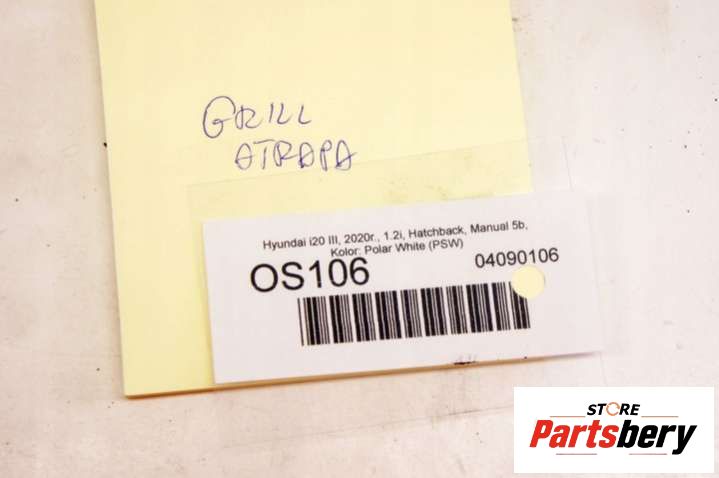 GRILL
ATRAPA
Hyundai i20 III, 2020r., 1.2i, Hatchback, Manual 5b,
Kolor: Polar White (PSW)
OS106
04090106
STORE
Partsbery